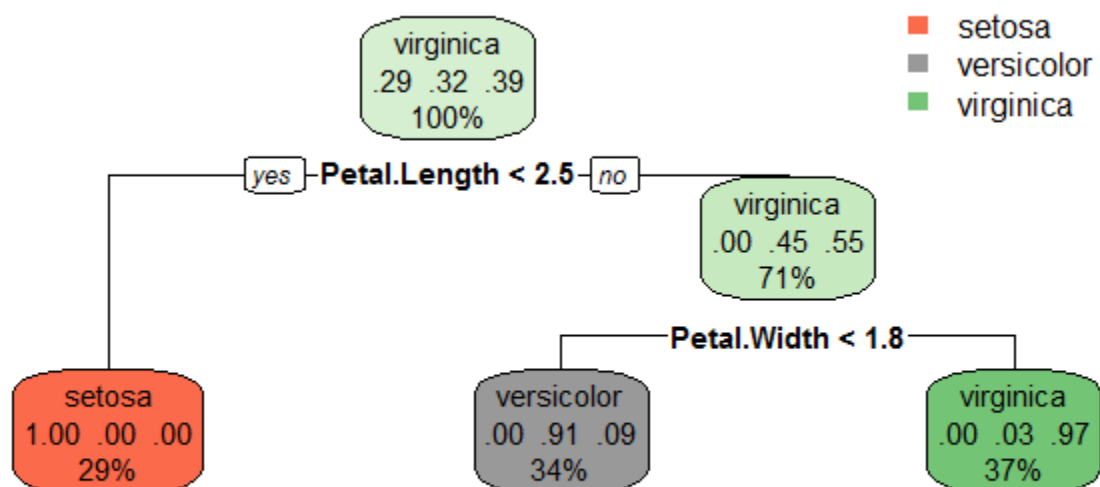 virginica
.29 .32 .39
100%
setosa
versicolor
virginica
yes Petal.Length < 2.5 no
virginica
.00 .45 .55
71%
Petal.Width < 1.8
setosa
1.00 .00 .00
29%
versicolor
.00 .91 .09
34%
virginica
.00 .03 .97
37%